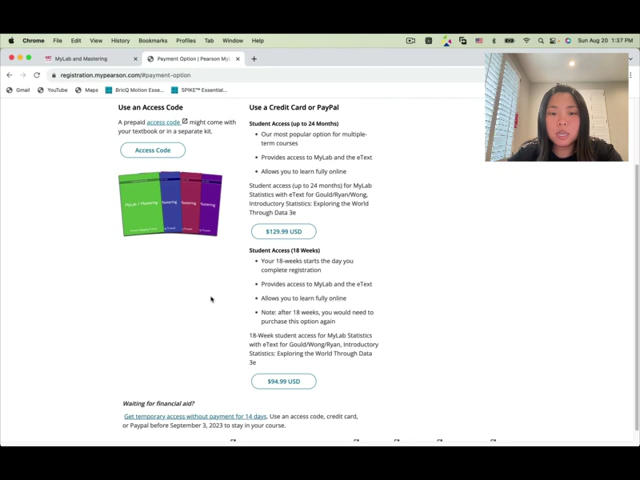 Chrome File Edit View History Bookmarks Profiles Tab Window Help
Sun Aug 20 1:37 PM
MyLab and Mastering
Payment Option | Pearson My
registration.mypearson.com/#payment-option
Gmail YouTube Maps BricQ Motion Esse... SPIKE™ Essential...
Use an Access Code
A prepaid access code might come with
your textbook or in a separate kit.
Access Code
MyLab / Mastering
Use a Credit Card or PayPal
Student Access (up to 24 Months)
• Our most popular option for multiple-
term courses
• Provides access to MyLab and the eText
• Allows you to learn fully online
Student access (up to 24 months) for MyLab
Statistics with eText for Gould/Ryan/Wong,
Introductory Statistics: Exploring the World
Through Data 3e
$129.99 USD
Student Access (18 Weeks)
• Your 18-weeks starts the day you
complete registration
• Provides access to MyLab and the eText
• Allows you to learn fully online
• Note: after 18 weeks, you would need to
purchase this option again
18-Week student access for MyLab Statistics
with eText for Gould/Wong/Ryan, Introductory
Statistics: Exploring the World Through Data
3e
$94.99 USD
Waiting for financial aid?
Get temporary access without payment for 14 days. Use an access code, credit card,
or Paypal before September 3, 2023 to stay in your course.